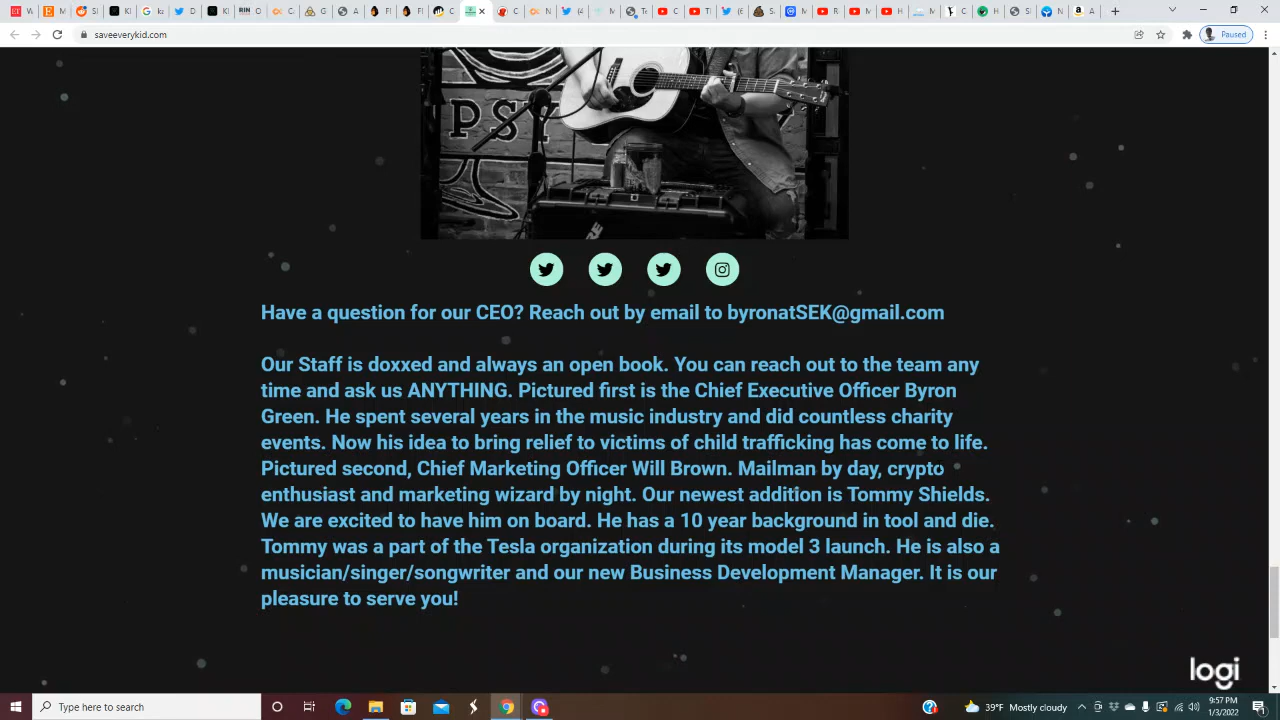 saveeverykid.com
Paused
PSY
Have a question for our CEO? Reach out by email to byronatSEK@gmail.com
Our Staff is doxxed and always an open book. You can reach out to the team any
time and ask us ANYTHING. Pictured first is the Chief Executive Officer Byron
Green. He spent several years in the music industry and did countless charity
events. Now his idea to bring relief to victims of child trafficking has come to life.
Pictured second, Chief Marketing Officer Will Brown. Mailman by day, crypto
enthusiast and marketing wizard by night. Our newest addition is Tommy Shields.
We are excited to have him on board. He has a 10 year background in tool and die.
Tommy was a part of the Tesla organization during its model 3 launch. He is also a
musician/singer/songwriter and our new Business Development Manager. It is our
pleasure to serve you!
logi
Type here to search
39°F Mostly cloudy
9:57 PM
1/3/2022